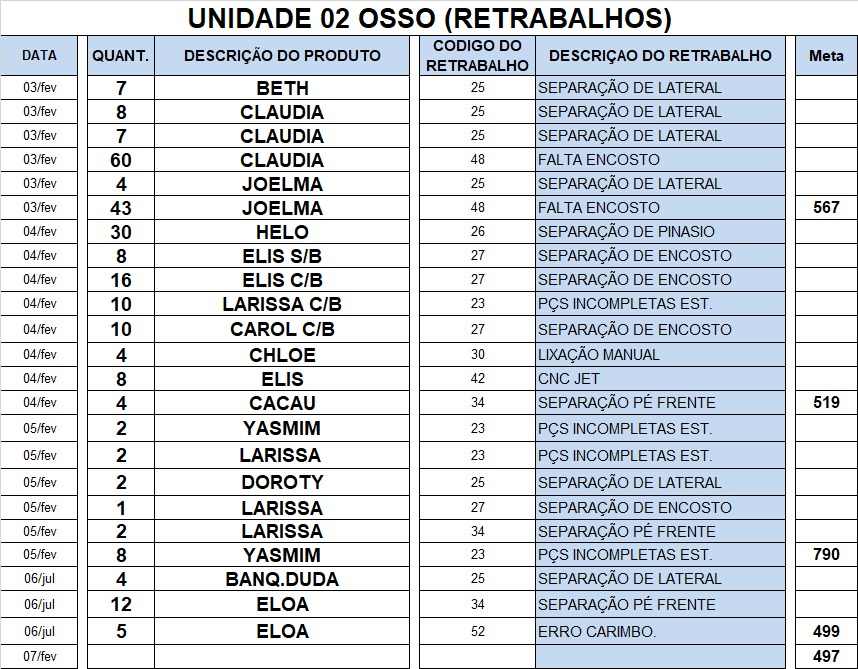 UNIDADE 02 OSSO (RETRABALHOS)
DATA QUANT. DESCRIÇÃO DO PRODUTO CODIGO DO RETRABALHO DESCRIÇAO DO RETRABALHO Meta
03/fev 7 BETH 25 SEPARAÇÃO DE LATERAL
03/fev 8 CLAUDIA 25 SEPARAÇÃO DE LATERAL
03/fev 7 CLAUDIA 25 SEPARAÇÃO DE LATERAL
03/fev 60 CLAUDIA 48 FALTA ENCOSTO
03/fev 4 JOELMA 25 SEPARAÇÃO DE LATERAL
03/fev 43 JOELMA 48 FALTA ENCOSTO 567
04/fev 30 HELO 26 SEPARAÇÃO DE PINASIO
04/fev 8 ELIS S/B 27 SEPARAÇÃO DE ENCOSTO
04/fev 16 ELIS C/B 27 SEPARAÇÃO DE ENCOSTO
04/fev 10 LARISSA C/B 23 PÇS INCOMPLETAS EST.
04/fev 10 CAROL C/B 27 SEPARAÇÃO DE ENCOSTO
04/fev 4 CHLOE 30 LIXAÇÃO MANUAL
04/fev 8 ELIS 42 CNC JET
04/fev 4 CACAU 34 SEPARAÇÃO PÉ FRENTE 519
05/fev 2 YASMIM 23 PÇS INCOMPLETAS EST.
05/fev 2 LARISSA 23 PÇS INCOMPLETAS EST.
05/fev 2 DOROTY 25 SEPARAÇÃO DE LATERAL
05/fev 1 LARISSA 27 SEPARAÇÃO DE ENCOSTO
05/fev 2 LARISSA 34 SEPARAÇÃO PÉ FRENTE
05/fev 8 YASMIM 23 PÇS INCOMPLETAS EST. 790
06/jul 4 BANQ.DUDA 25 SEPARAÇÃO DE LATERAL
06/jul 12 ELOA 34 SEPARAÇÃO PÉ FRENTE
06/jul 5 ELOA 52 ERRO CARIMBO. 499
07/fev 497